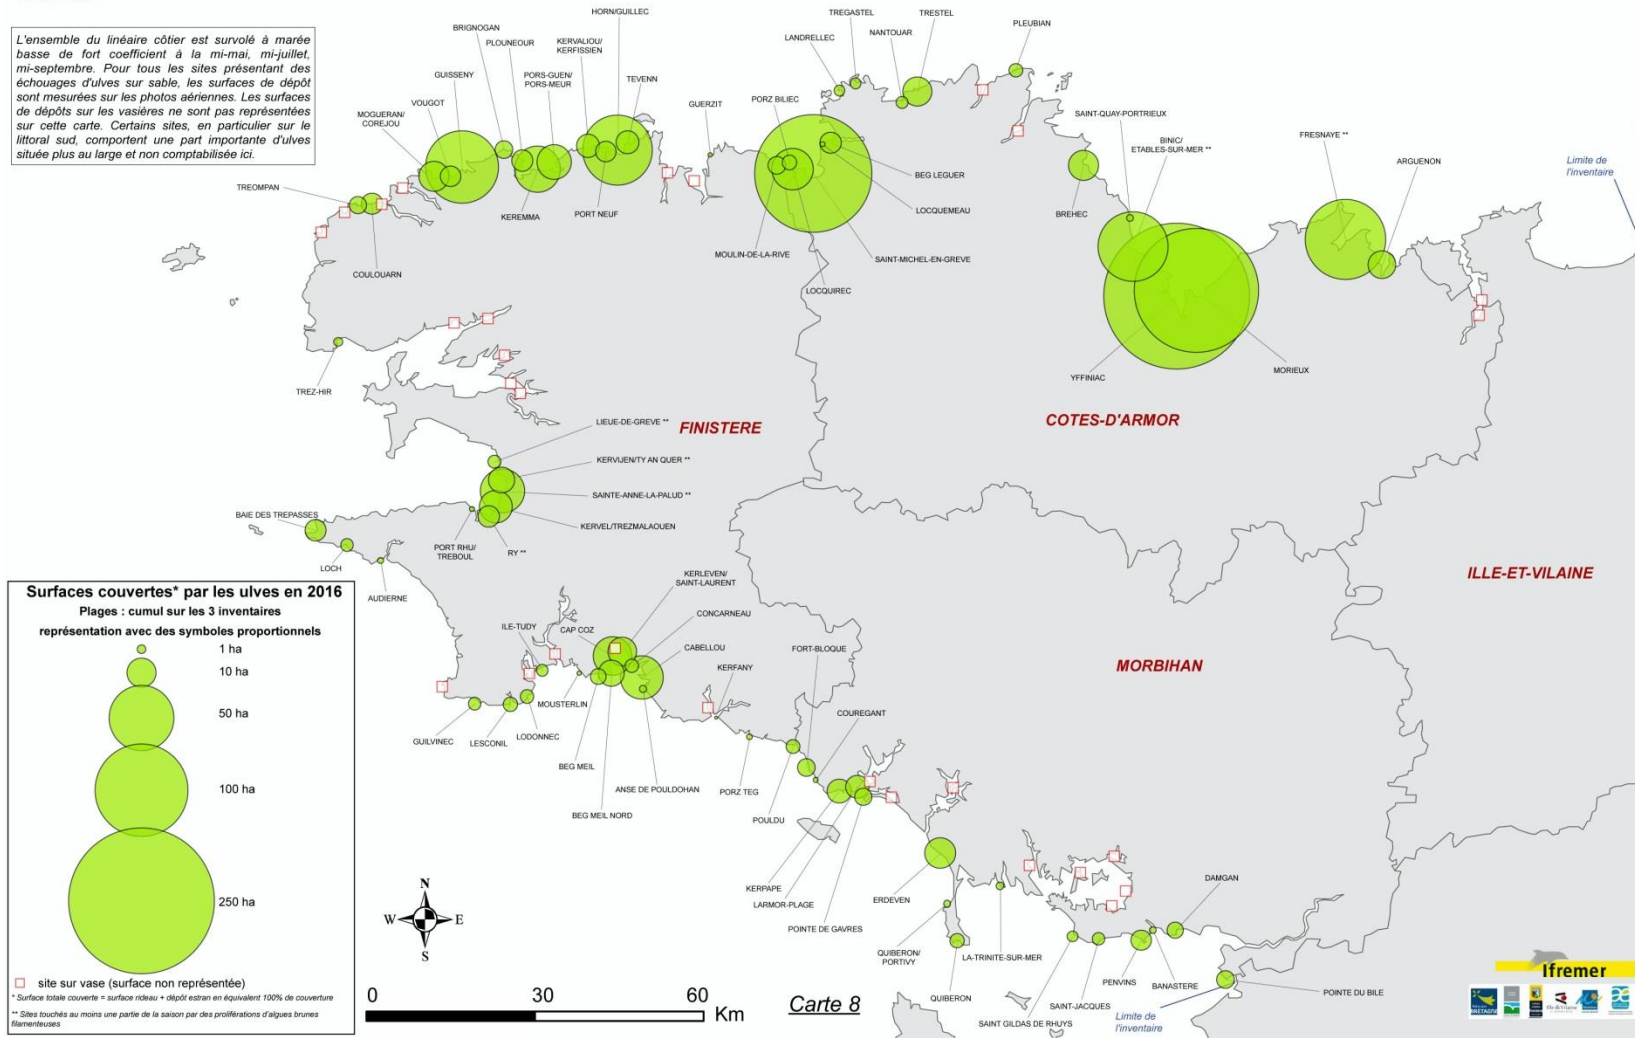 L'ensemble du linéaire côtier est survolé à marée
basse de fort coefficient à la mi-mai, mi-juillet,
mi-septembre. Pour tous les sites présentant des
échouages d'ulves sur sable, les surfaces de dépôt
sont mesurées sur les photos aériennes. Les surfaces
de dépôts sur les vasières ne sont pas représentées
sur cette carte. Certains sites, en particulier sur le
littoral sud, comportent une part importante d'ulves
située plus au large et non comptabilisée ici.
HORN/GUILLEC
BRIGNOGAN
PLOUNEOUR
KERVALIOU/
KERFISSIEN
GUISSENY
PORS-GUEN/
PORS-MEUR
TEVENN
VOUGOT
MOGUERAN/
COREJOU
GUERZIT
TREOMPAN
COULOUARN
KEREMMA
PORT NEUF
TREGASTEL
TRESTEL
LANDRELLEC
NANTOUAR
PLEUBIAN
PORZ BILIEC
BEG LEGUER
LOCQUEMEAU
MOULIN-DE-LA-RIVE
SAINT-MICHEL-EN-GREVE
LOCQUIREC
SAINT-QUAY-PORTRIEUX
BINIC/
ETABLES-SUR-MER **
BREHEC
FRESNAYE **
ARGUENON
Limite de
l'inventaire
YFFINIAC
MORIEUX
TREZ-HIR
LIEUE-DE-GREVE **
KERVIJEN/TY AN QUER **
SAINTE-ANNE-LA-PALUD **
KERVEL/TREZMALAOUEN
BAIE DES TREPASSES
PORT RHU/
TREBOUL
RY **
LOCH
AUDIERNE
FINISTERE
COTES-D'ARMOR
ILLE-ET-VILAINE
MORBIHAN
KERLEVEN/
SAINT-LAURENT
CONCARNEAU
CAP COZ
ILE-TUDY
CABELLOU
FORT-BLOQUE
KERFANY
COUREGANT
MOUSTERLIN
GUILVINEC
LESCONIL
LODONNEC
BEG MEIL
ANSE DE POULDOHAN
BEG MEIL NORD
PORZ TEG
POULDU
KERPAPE
LARMOR-PLAGE
POINTE DE GAVRES
ERDEVEN
QUIBERON/
PORTIVY
QUIBERON
LA-TRINITE-SUR-MER
DAMGAN
PENVINS
BANASTERE
SAINT-JACQUES
SAINT GILDAS DE RHUYS
POINTE DU BILE
Limite de
l'inventaire
Surfaces couvertes* par les ulves en 2016
Plages : cumul sur les 3 inventaires
représentation avec des symboles proportionnels
1 ha
10 ha
50 ha
100 ha
250 ha
site sur vase (surface non représentée)
* Surface totale couverte = surface rideau + dépôt estran en équivalent 100% de couverture
** Sites touchés au moins une partie de la saison par des proliférations d'algues brunes
filamenteuses
N
W E
S
0 30 60 Km
Carte 8
Ifremer
BRETAGNE